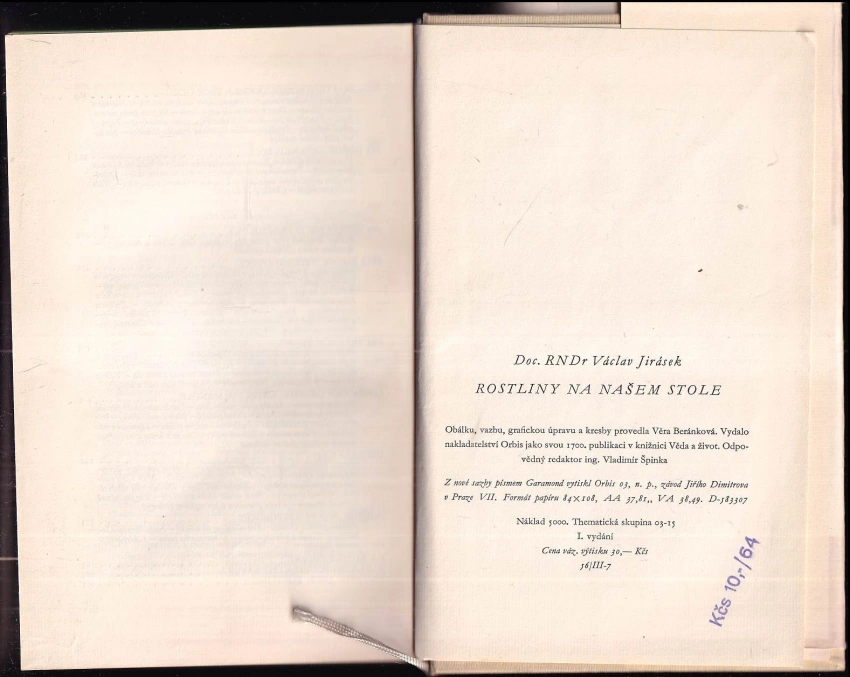 Doc. RNDr Václav Jirásek
ROSTLINY NA NAŠEM STOLE
Obálku, vazbu, grafickou úpravu a kresby provedla Věra Beránková. Vydalo
nakladatelství Orbis jako svou 1700. publikaci v knižnici Věda a život. Odpo-
vědný redaktor ing. Vladimír Špinka
Z nové sazby písmem Garamond vytiskl Orbis 03, n. p., závod Jiřího Dimitrova
v Praze VII. Formát papíru 84×108, AA 37,81,, VA 38,49. D-583307
Náklad 5000. Thematická skupina 03-15
I. vydání
Cena váz. výtisku 30,— Kčs
56/III-7
Kčs 10,-/64